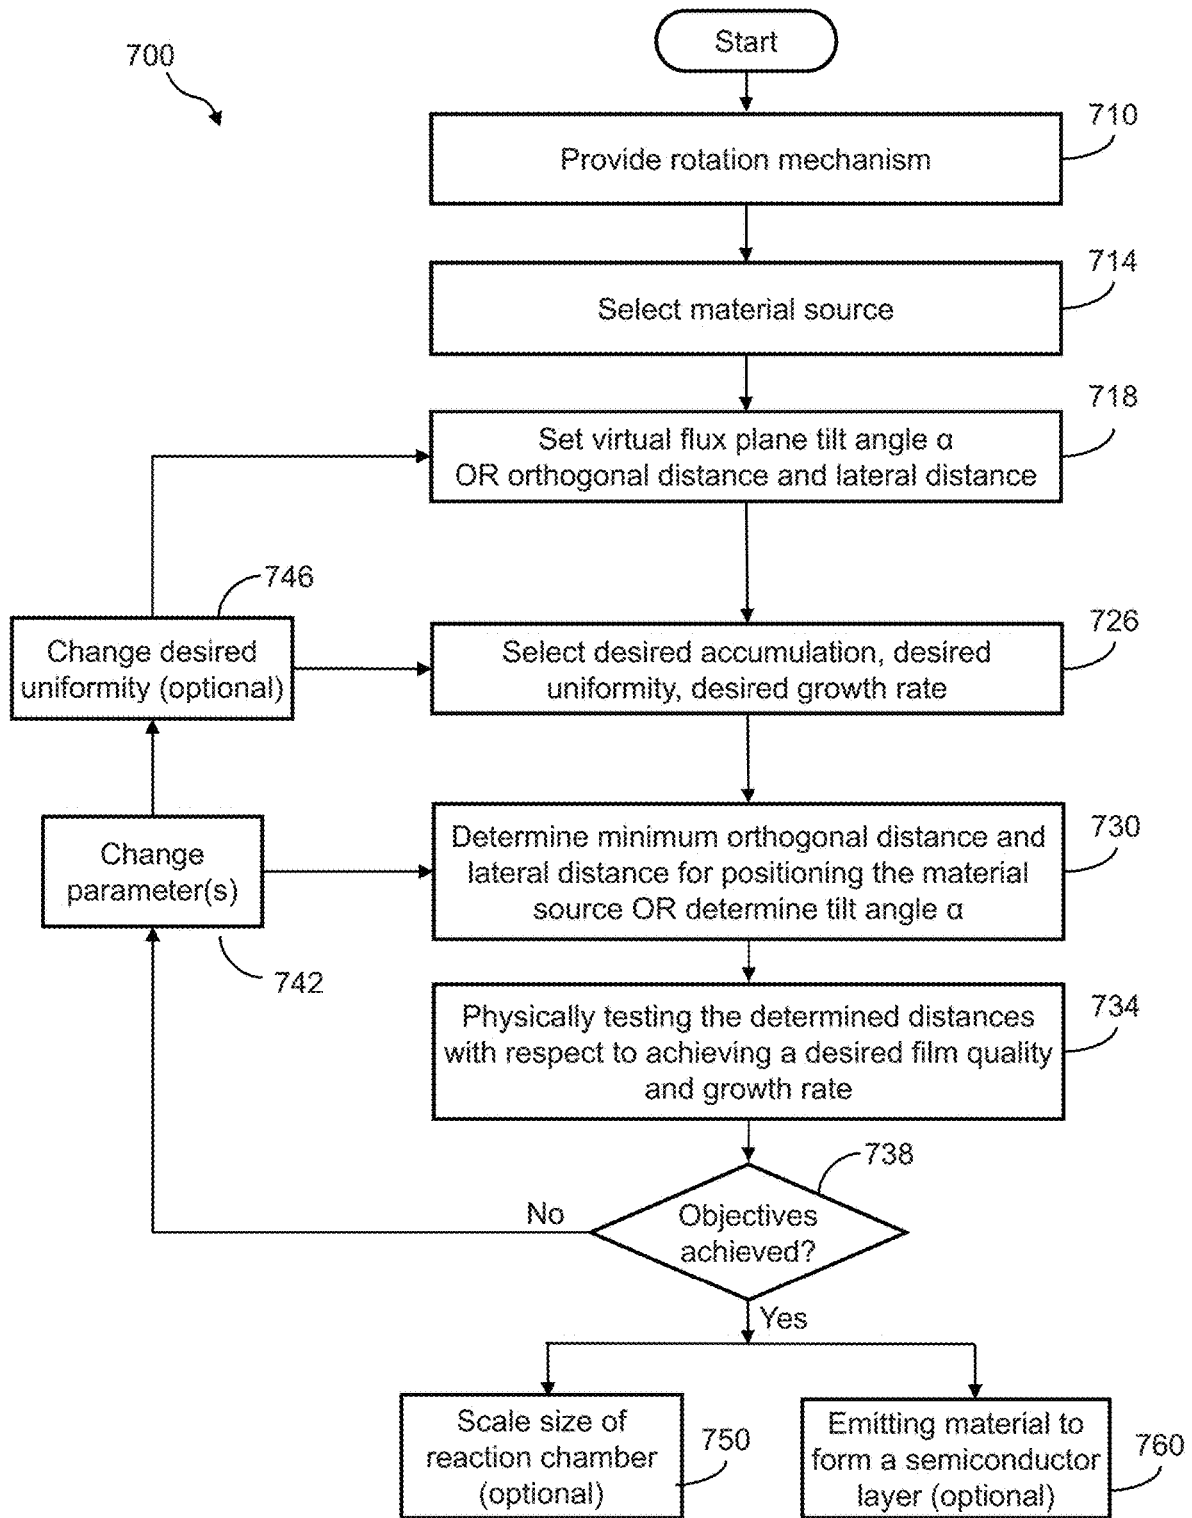 Start
700
710
Provide rotation mechanism
714
Select material source
718
Set virtual flux plane tilt angle α
OR orthogonal distance and lateral distance
746
Change desired
uniformity (optional)
726
Select desired accumulation, desired
uniformity, desired growth rate
Change
parameter(s)
742
730
Determine minimum orthogonal distance and
lateral distance for positioning the material
source OR determine tilt angle α
734
Physically testing the determined distances
with respect to achieving a desired film quality
and growth rate
738
Objectives
achieved?
No
Yes
Scale size of
reaction chamber
(optional)
750
Emitting material to
form a semiconductor
layer (optional)
760